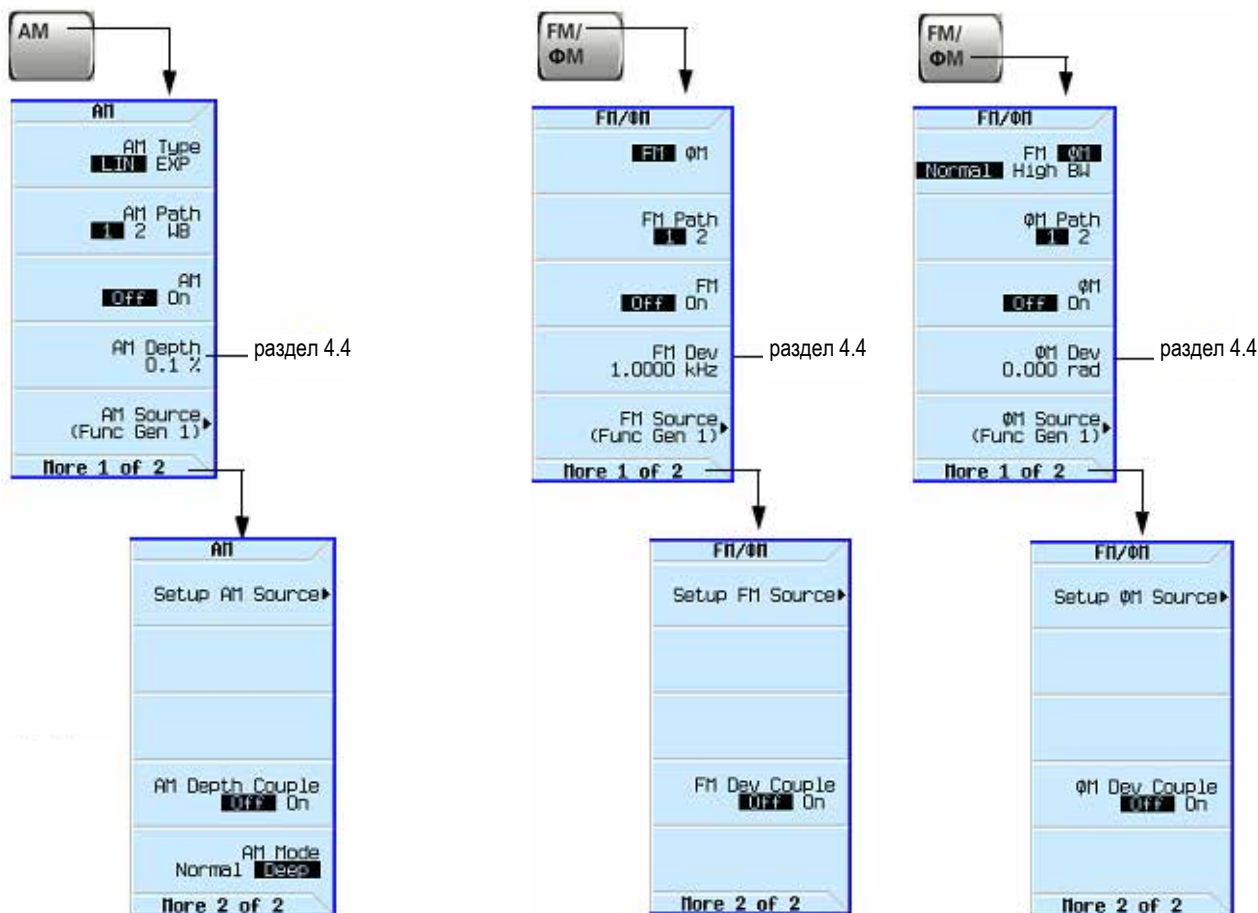 AM
AM
AM Type
LIN EXP
AM Path
1 2 WB
AM
Off On
AM Depth
0.1 %
раздел 4.4
AM Source
(Func Gen 1)
More 1 of 2
AM
Setup AM Source
AM Depth Couple
Off On
AM Mode
Normal Deep
More 2 of 2
FM/
ΦM
FM/ΦM
FM ΦM
FM Path
1 2
FM
Off On
FM Dev
1.0000 kHz
раздел 4.4
FM Source
(Func Gen 1)
More 1 of 2
FM/ΦM
Setup FM Source
FM Dev Couple
Off On
More 2 of 2
FM/
ΦM
FM/ΦM
FM ΦM
Normal High BW
ΦM Path
1 2
ΦM
Off On
ΦM Dev
0.000 rad
раздел 4.4
ΦM Source
(Func Gen 1)
More 1 of 2
FM/ΦM
Setup ΦM Source
ΦM Dev Couple
Off On
More 2 of 2